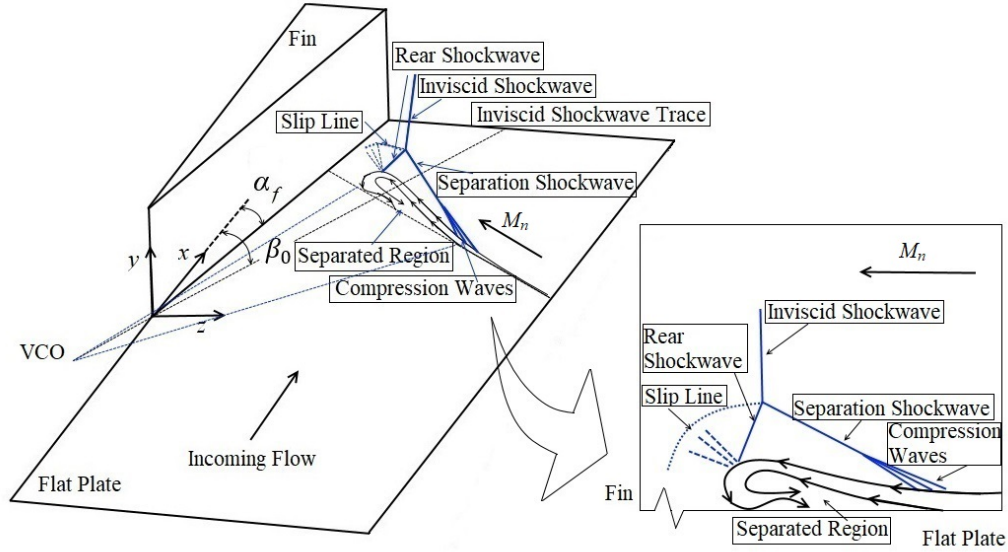 Fin
Rear Shockwave
Inviscid Shockwave
Inviscid Shockwave Trace
Slip Line
Separation Shockwave
α_f
M_n
y
x
β_0
Separated Region
Compression Waves
z
VCO
Incoming Flow
Flat Plate
M_n
Inviscid Shockwave
Rear
Shockwave
Slip Line
Separation Shockwave
Compression
Waves
Fin
Separated Region
Flat Plate